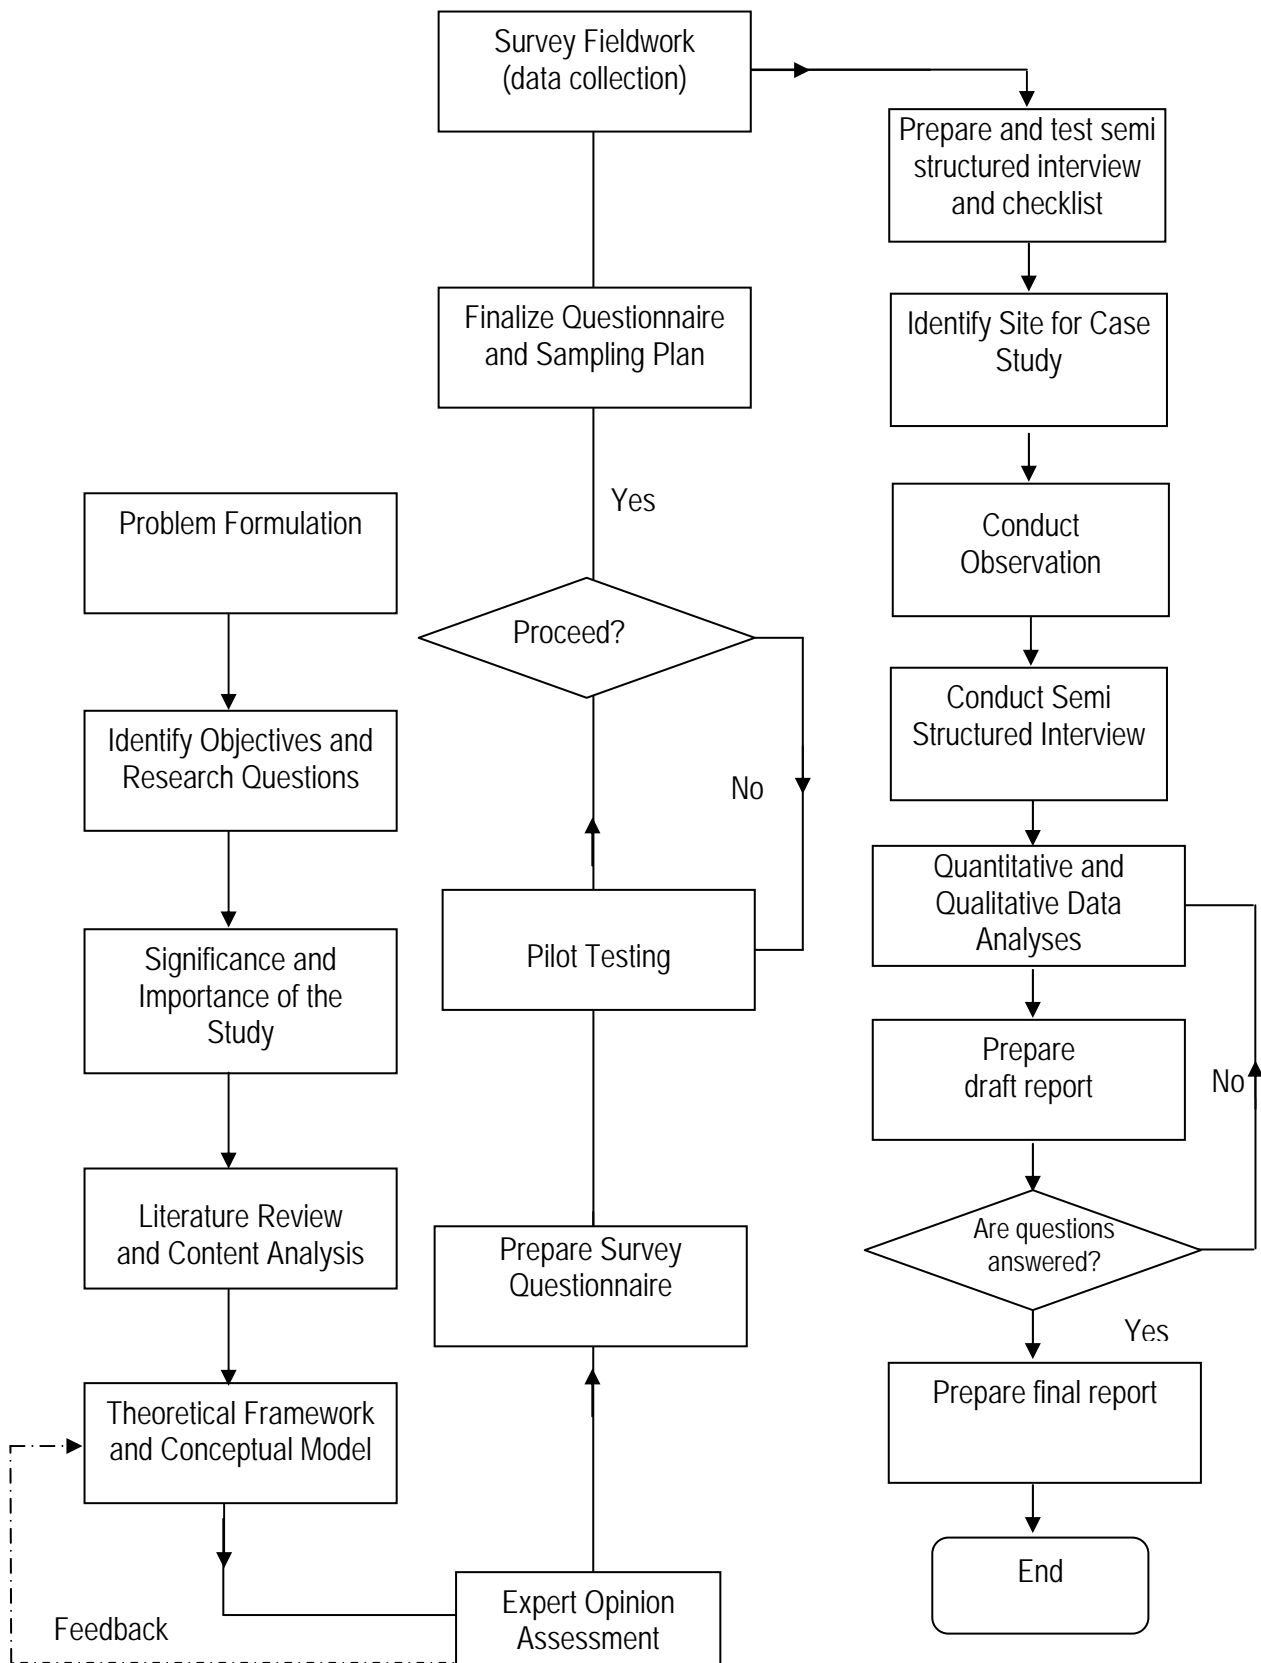 Problem Formulation
Identify Objectives and
Research Questions
Significance and
Importance of the
Study
Literature Review
and Content Analysis
Theoretical Framework
and Conceptual Model
Feedback
Expert Opinion
Assessment
Prepare Survey
Questionnaire
Pilot Testing
No
Proceed?
Yes
Finalize Questionnaire
and Sampling Plan
Survey Fieldwork
(data collection)
Prepare and test semi
structured interview
and checklist
Identify Site for Case
Study
Conduct
Observation
Conduct Semi
Structured Interview
Quantitative and
Qualitative Data
Analyses
Prepare
draft report
No
Are questions
answered?
Yes
Prepare final report
End